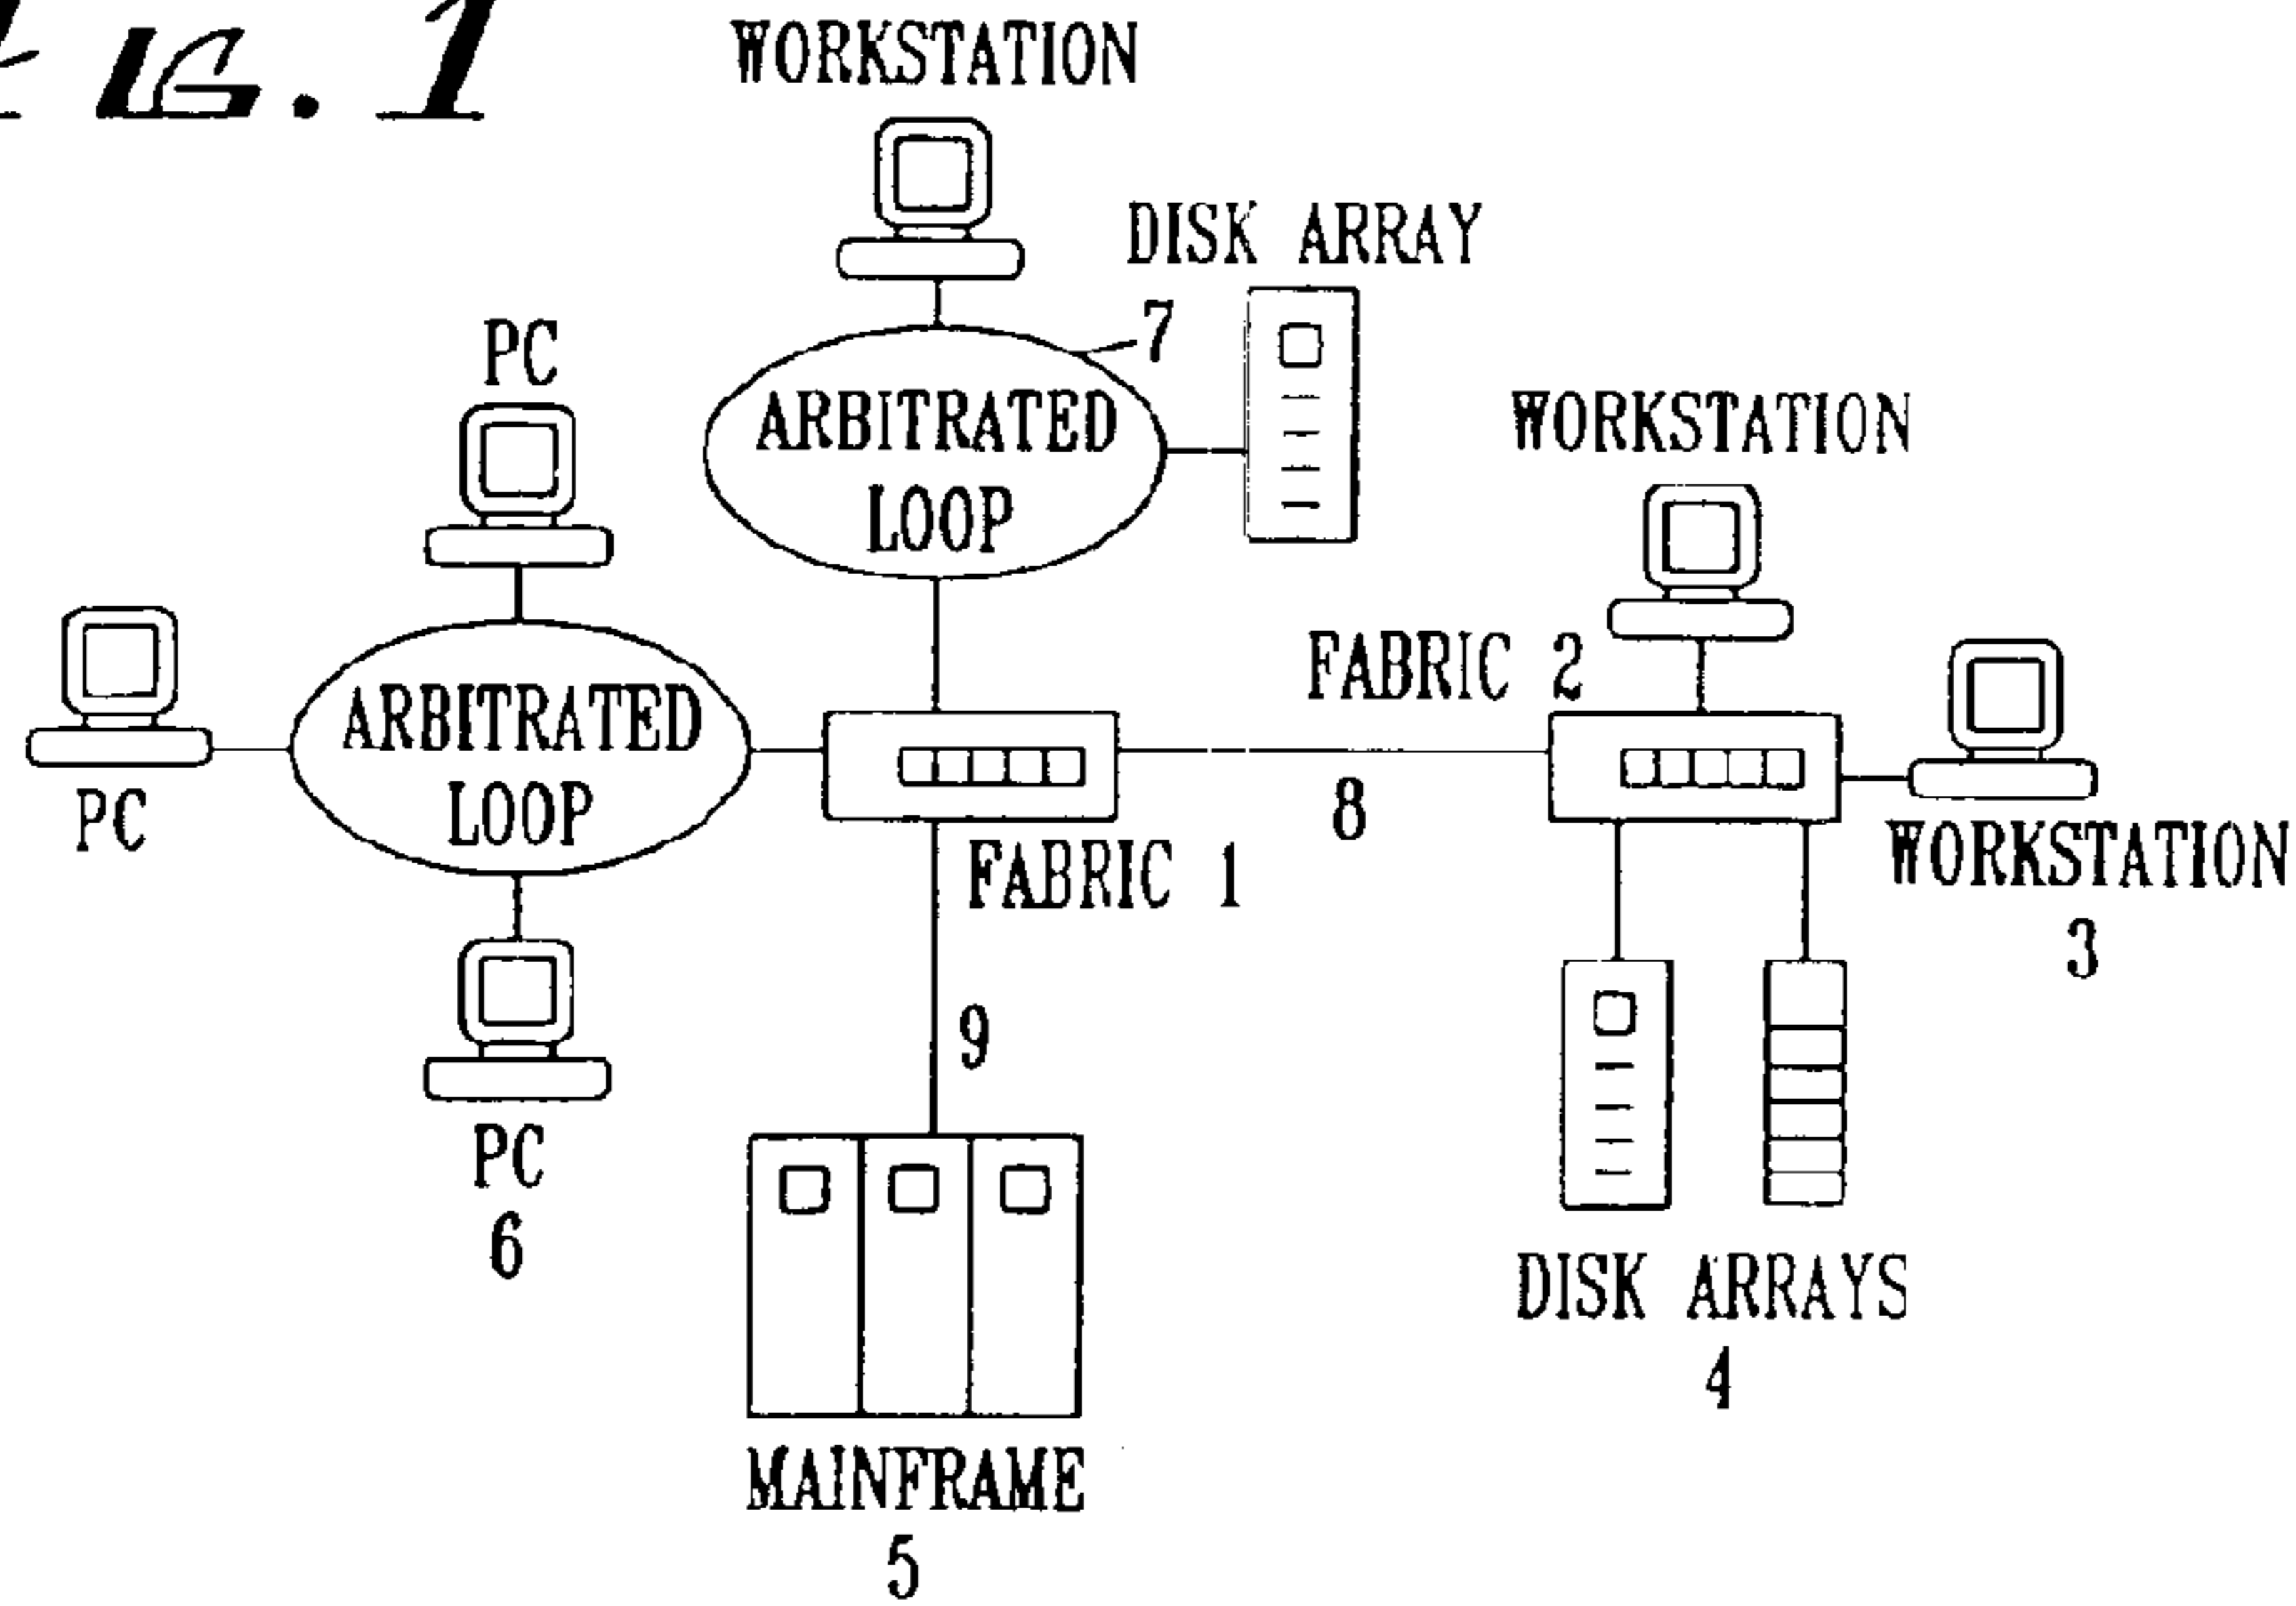 FIG. 1
WORKSTATION
DISK ARRAY
7
PC
ARBITRATED
LOOP
WORKSTATION
FABRIC 2
ARBITRATED
LOOP
PC
8
FABRIC 1
WORKSTATION
3
9
PC
6
DISK ARRAYS
4
MAINFRAME
5